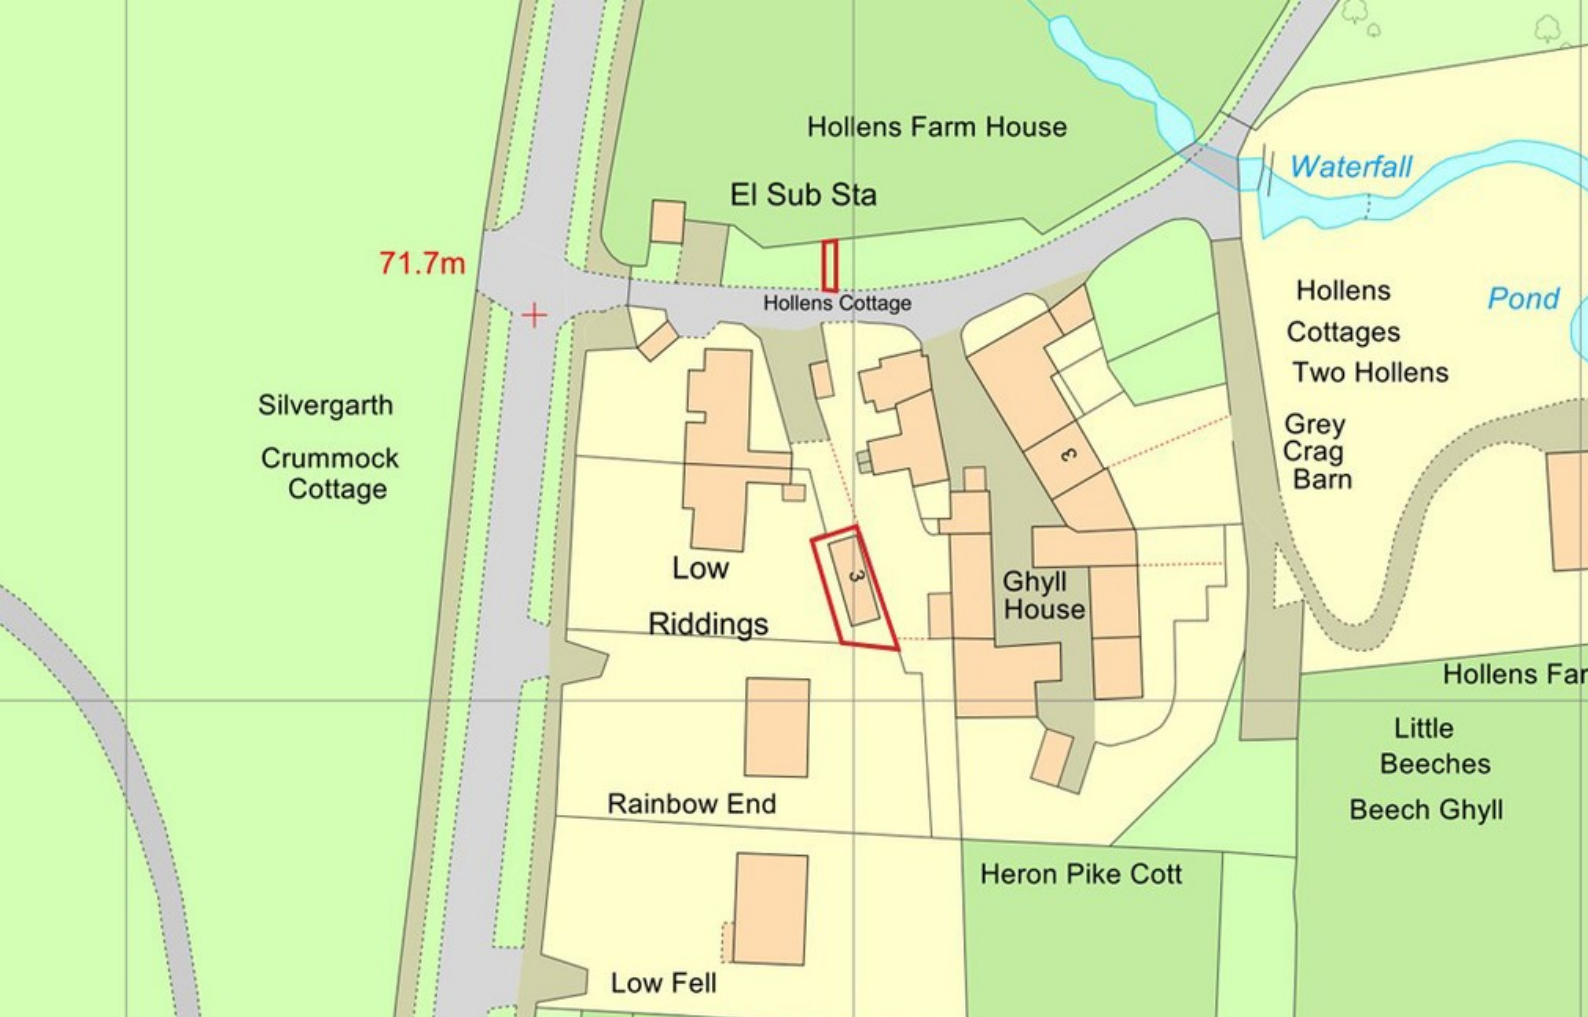 Hollens Farm House
Waterfall
El Sub Sta
71.7m
Hollens Cottage
Hollens
Cottages
Two Hollens
Pond
Silvergarth
Crummock
Cottage
Grey
Crag
Barn
3
3
Low
Riddings
Ghyll
House
Hollens Far
Little
Beeches
Beech Ghyll
Rainbow End
Heron Pike Cott
Low Fell